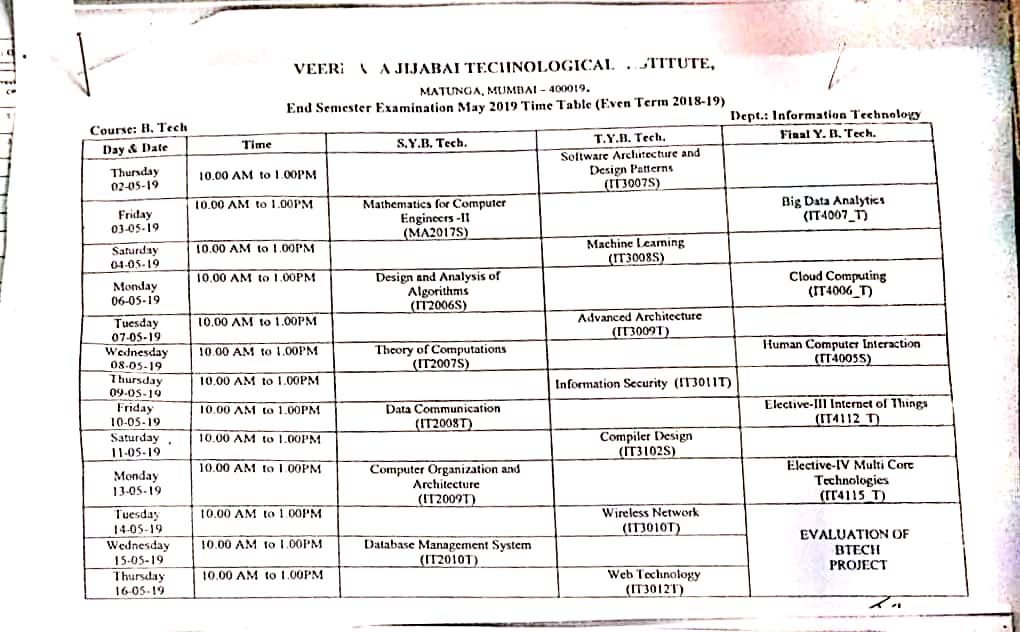 VEER A JIJABAI TECHNOLOGICAL TITUTE,
MATUNGA, MUMBAI – 400019.
End Semester Examination May 2019 Time Table (Even Term 2018-19)
Course: B. Tech Dept.: Information Technology
Day & Date Time S.Y.B. Tech. T.Y.B. Tech. Final Y. B. Tech.
Thursday
02-05-19
10.00 AM to 1.00PM
Software Architecture and
Design Patterns
(IT3007S)
Friday
03-05-19
10.00 AM to 1.00PM
Mathematics for Computer
Engineers -II
(MA2017S)
Big Data Analytics
(IT4007_T)
Saturday
04-05-19
10.00 AM to 1.00PM
Machine Learning
(IT3008S)
Monday
06-05-19
10.00 AM to 1.00PM
Design and Analysis of
Algorithms
(IT2006S)
Cloud Computing
(IT4006_T)
Tuesday
07-05-19
10.00 AM to 1.00PM
Advanced Architecture
(IT3009T)
Wednesday
08-05-19
10.00 AM to 1.00PM
Theory of Computations
(IT2007S)
Human Computer Interaction
(IT4005S)
Thursday
09-05-19
10.00 AM to 1.00PM
Information Security (IT3011T)
Friday
10-05-19
10.00 AM to 1.00PM
Data Communication
(IT2008T)
Elective-III Internet of Things
(IT4112_T)
Saturday
11-05-19
10.00 AM to 1.00PM
Compiler Design
(IT3102S)
Monday
13-05-19
10.00 AM to 1.00PM
Computer Organization and
Architecture
(IT2009T)
Elective-IV Multi Core
Technologies
(IT4115_T)
Tuesday
14-05-19
10.00 AM to 1.00PM
Wireless Network
(IT3010T)
EVALUATION OF
BTECH
PROJECT
Wednesday
15-05-19
10.00 AM to 1.00PM
Database Management System
(IT2010T)
Thursday
16-05-19
10.00 AM to 1.00PM
Web Technology
(IT3012T)